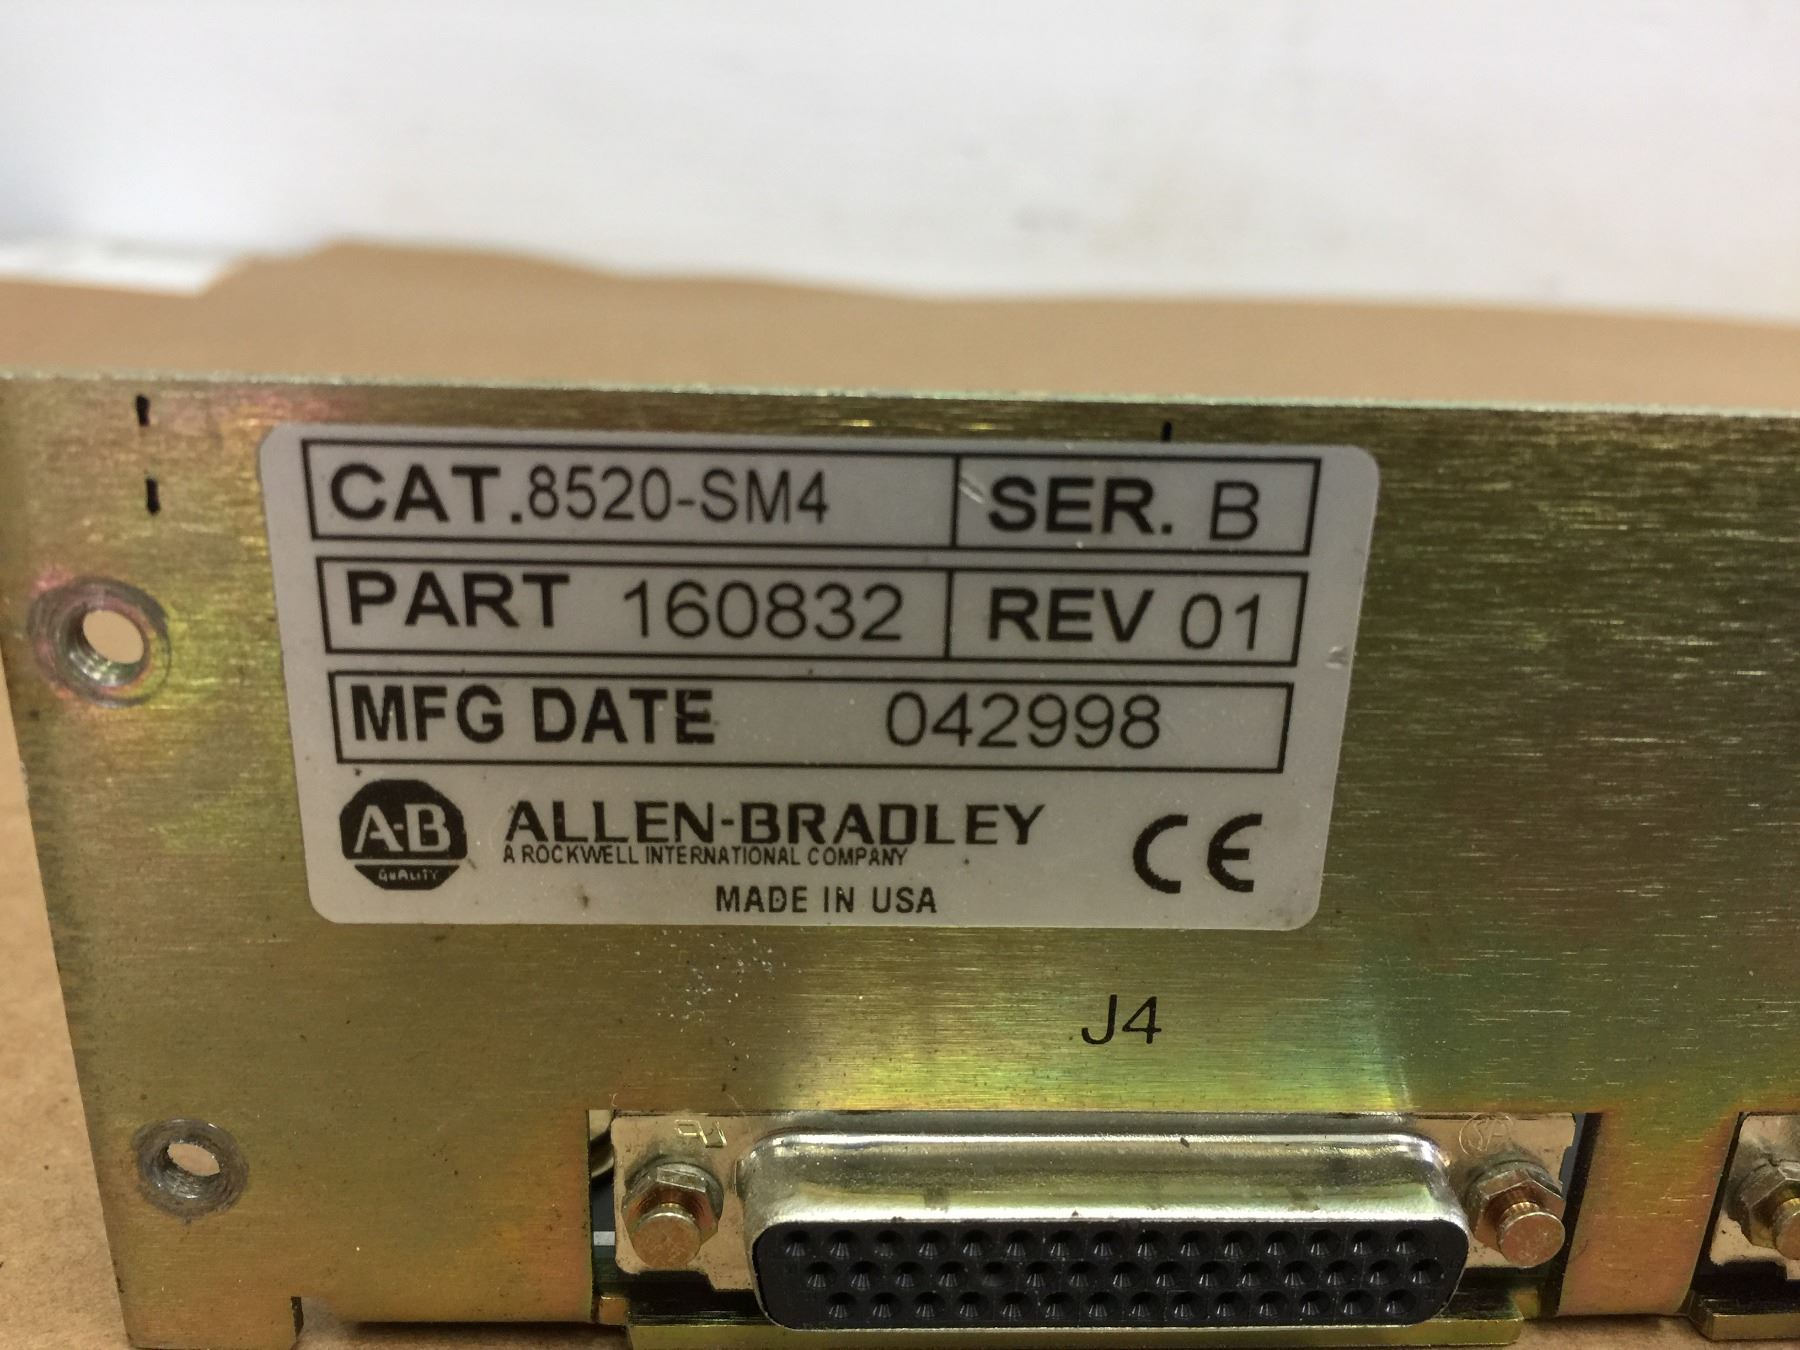 CAT. 8520-SM4 SER. B
PART 160832 REV 01
MFG DATE 042998
A-B
QUALITY
ALLEN-BRADLEY
A ROCKWELL INTERNATIONAL COMPANY
CE
MADE IN USA
J4